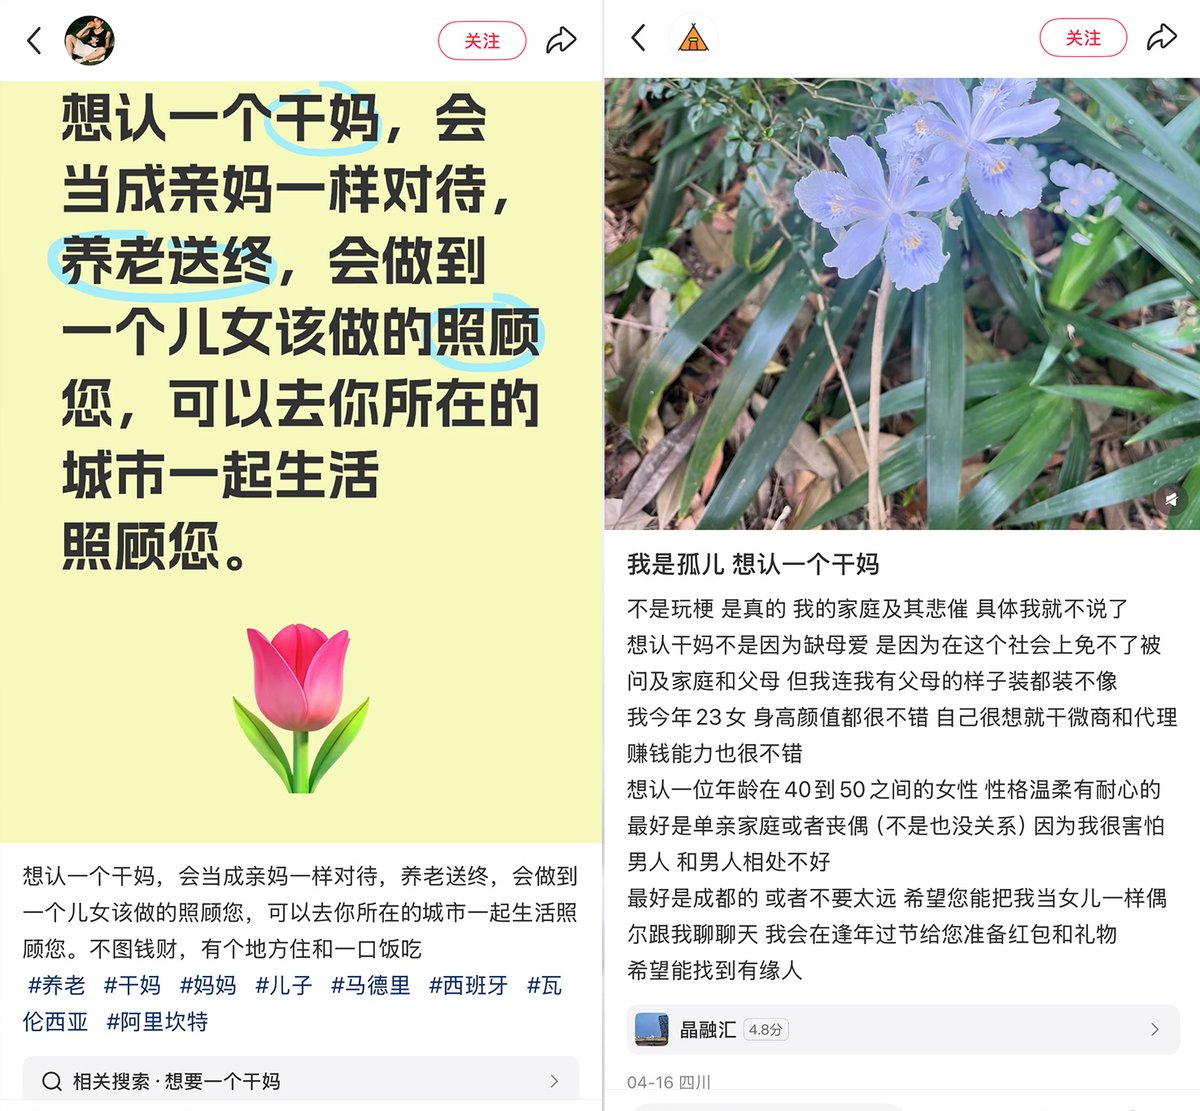 关注
想认一个干妈，会
当成亲妈一样对待，
养老送终，会做到
一个儿女该做的照顾
您，可以去你所在的
城市一起生活
照顾您。
想认一个干妈，会当成亲妈一样对待，养老送终，会做到
一个儿女该做的照顾您，可以去你所在的城市一起生活照
顾您。不图钱财，有个地方住和一口饭吃
#养老 #干妈 #妈妈 #儿子 #马德里 #西班牙 #瓦
伦西亚 #阿里坎特
相关搜索·想要一个干妈
关注
我是孤儿 想认一个干妈
不是玩梗 是真的 我的家庭及其悲催 具体我就不说了
想认干妈不是因为缺母爱 是因为在这个社会上免不了被
问及家庭和父母 但我连我有父母的样子装都装不像
我今年23女 身高颜值都很不错 自己很想就干微商和代理
赚钱能力也很不错
想认一位年龄在40到50之间的女性 性格温柔有耐心的
最好是单亲家庭或者丧偶（不是也没关系）因为我很害怕
男人 和男人相处不好
最好是成都的 或者不要太远 希望您能把我当女儿一样偶
尔跟我聊聊天 我会在逢年过节给您准备红包和礼物
希望能找到有缘人
晶融汇 4.8分
04-16 四川